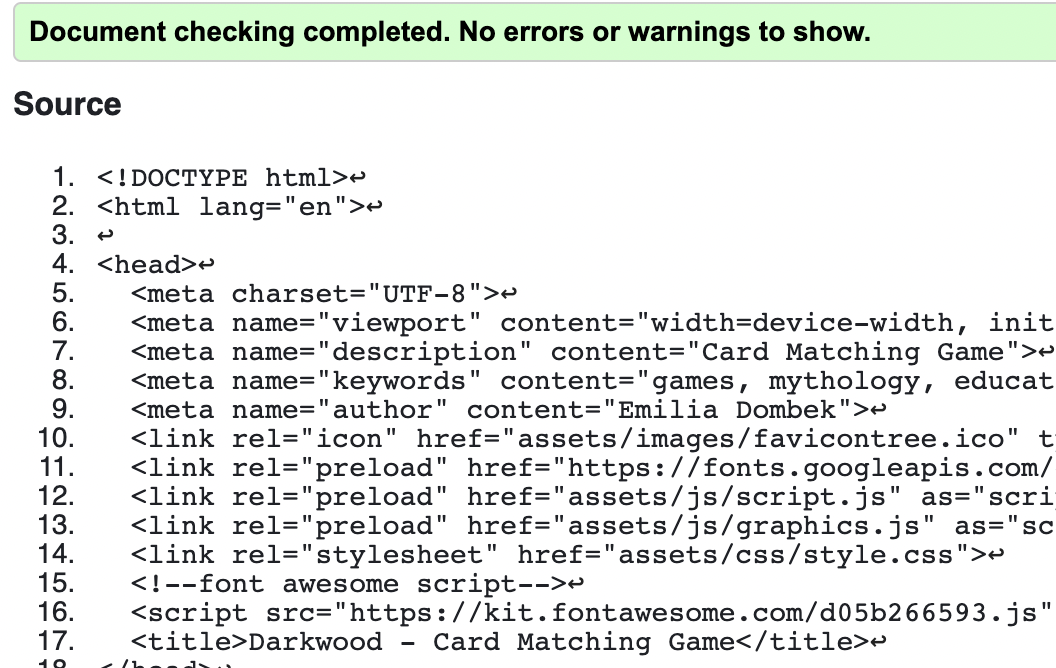 Document checking completed. No errors or warnings to show.
Source
1. <!DOCTYPE html>↩
2. <html lang="en">↩
3. ↩
4. <head>↩
5. <meta charset="UTF-8">↩
6. <meta name="viewport" content="width=device-width, init
7. <meta name="description" content="Card Matching Game">↩
8. <meta name="keywords" content="games, mythology, educat
9. <meta name="author" content="Emilia Dombek">↩
10. <link rel="icon" href="assets/images/favicontree.ico" ty
11. <link rel="preload" href="https://fonts.googleapis.com/
12. <link rel="preload" href="assets/js/script.js" as="scrip
13. <link rel="preload" href="assets/js/graphics.js" as="sc
14. <link rel="stylesheet" href="assets/css/style.css">↩
15. <!--font awesome script-->↩
16. <script src="https://kit.fontawesome.com/d05b266593.js"
17. <title>Darkwood - Card Matching Game</title>↩
18. </head>↩